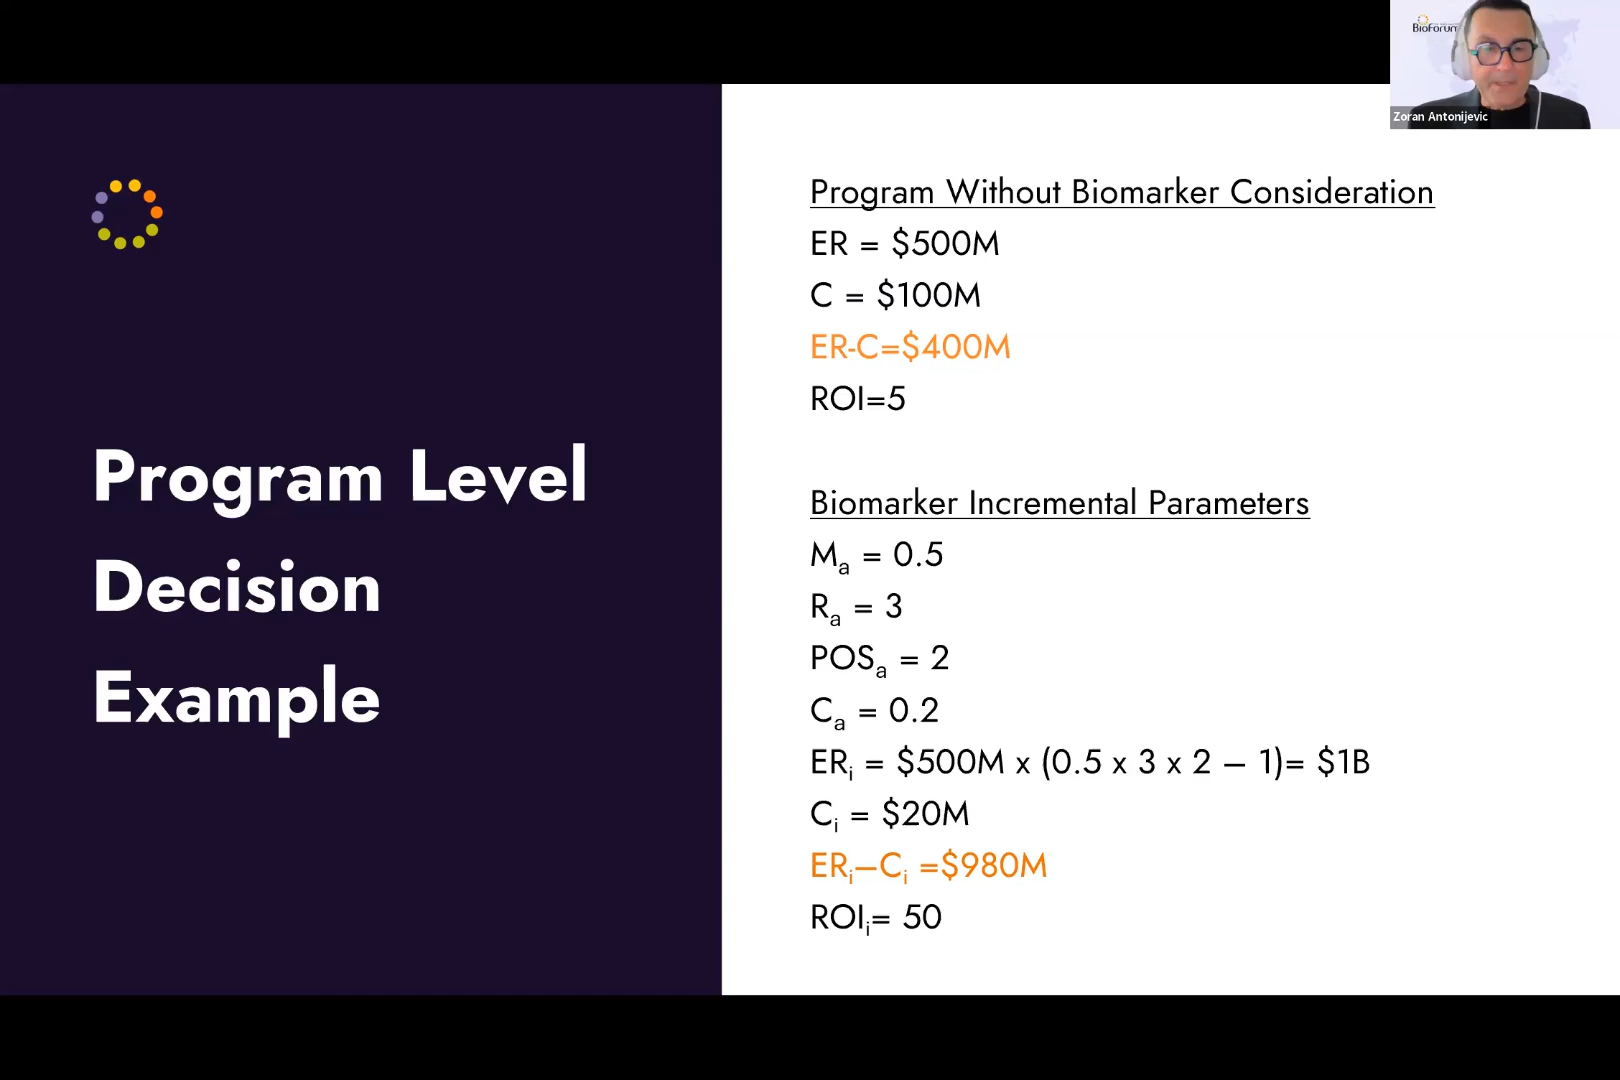 BioForum
Zoran Antonijevic
Program Level
Decision
Example
Program Without Biomarker Consideration
ER = $500M
C = $100M
ER-C=$400M
ROI=5
Biomarker Incremental Parameters
Mₐ = 0.5
Rₐ = 3
POSₐ = 2
Cₐ = 0.2
ERᵢ = $500M x (0.5 x 3 x 2 – 1)= $1B
Cᵢ = $20M
ERᵢ–Cᵢ =$980M
ROIᵢ= 50